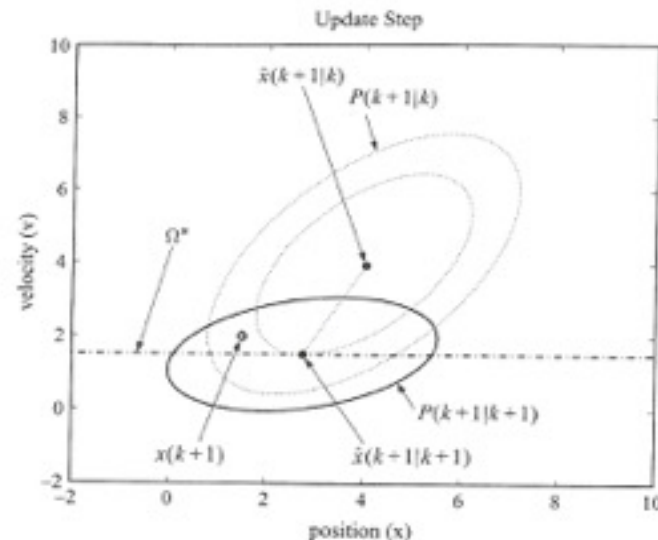 Update Step
10
x̂(k+1|k)
P(k+1|k)
8
6
velocity (v)
Ω*
4
2
0
P(k+1|k+1)
x(k+1)
x̂(k+1|k+1)
−2
−2
0
2
4
6
8
10
position (x)